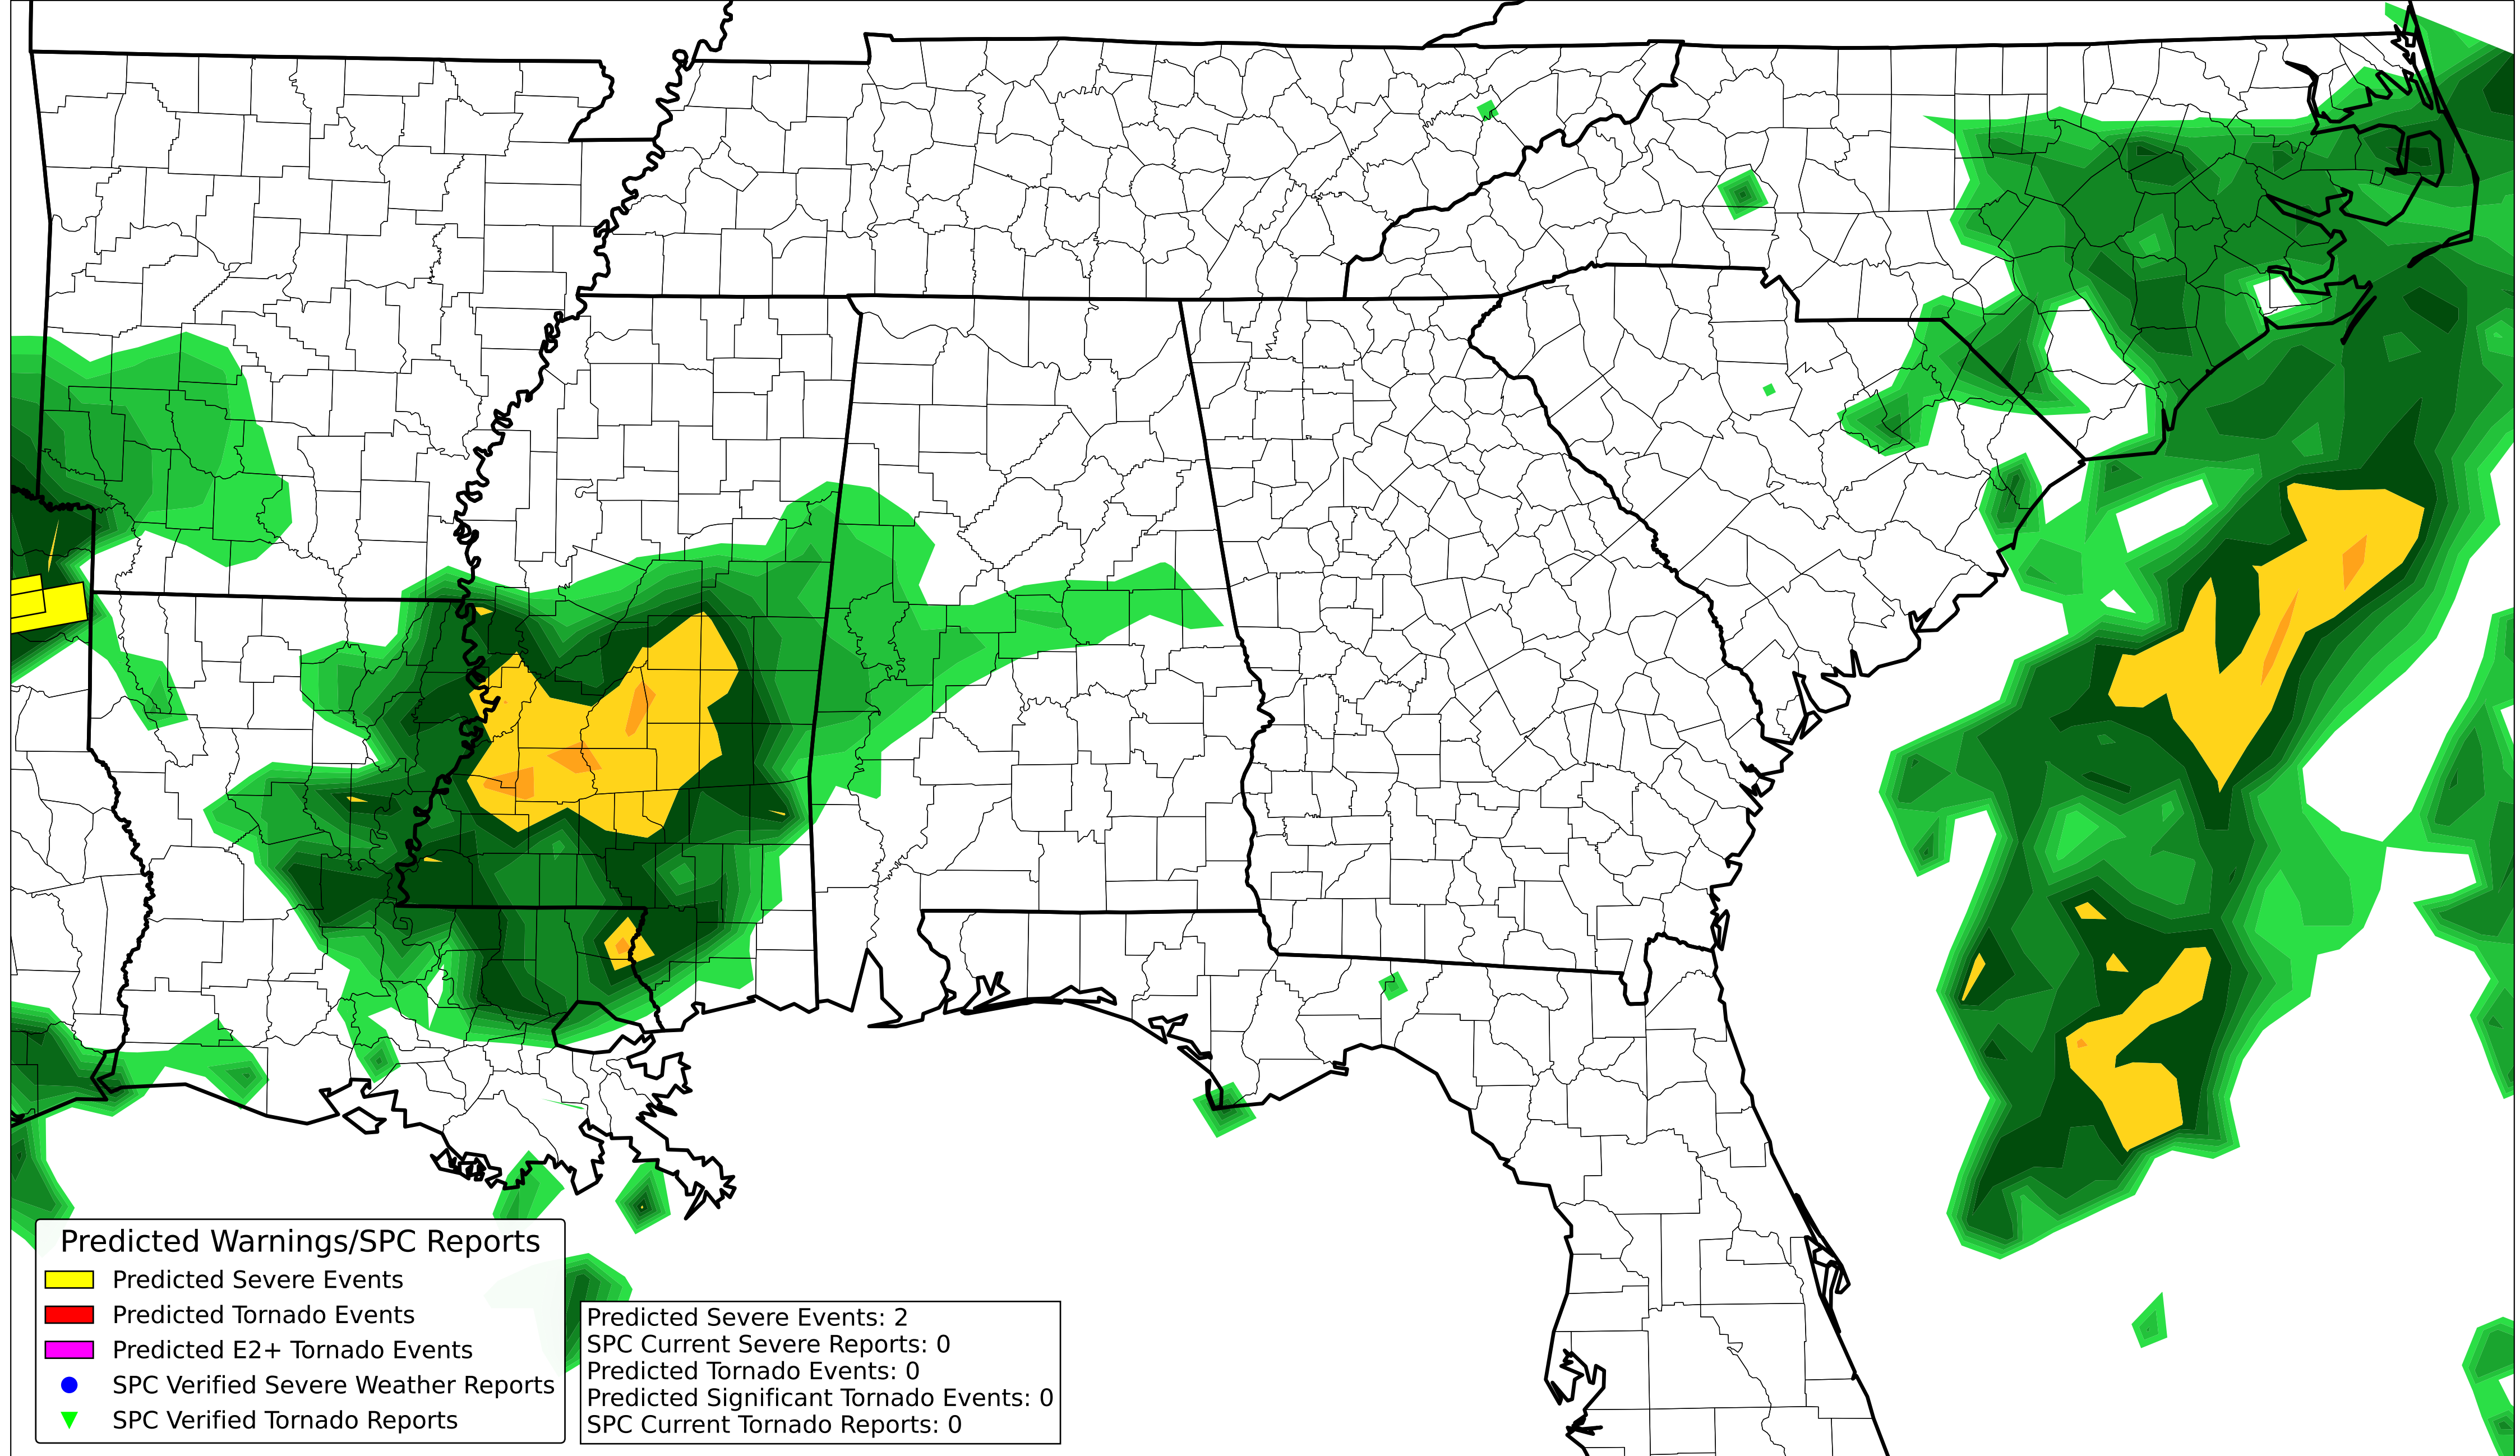 Predicted Warnings/SPC Reports
Predicted Severe Events
Predicted Tornado Events
Predicted E2+ Tornado Events
SPC Verified Severe Weather Reports
SPC Verified Tornado Reports
Predicted Severe Events: 2
SPC Current Severe Reports: 0
Predicted Tornado Events: 0
Predicted Significant Tornado Events: 0
SPC Current Tornado Reports: 0